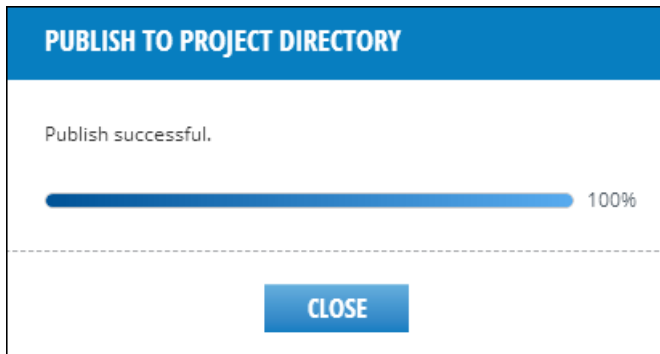 PUBLISH TO PROJECT DIRECTORY
Publish successful.
100%
CLOSE